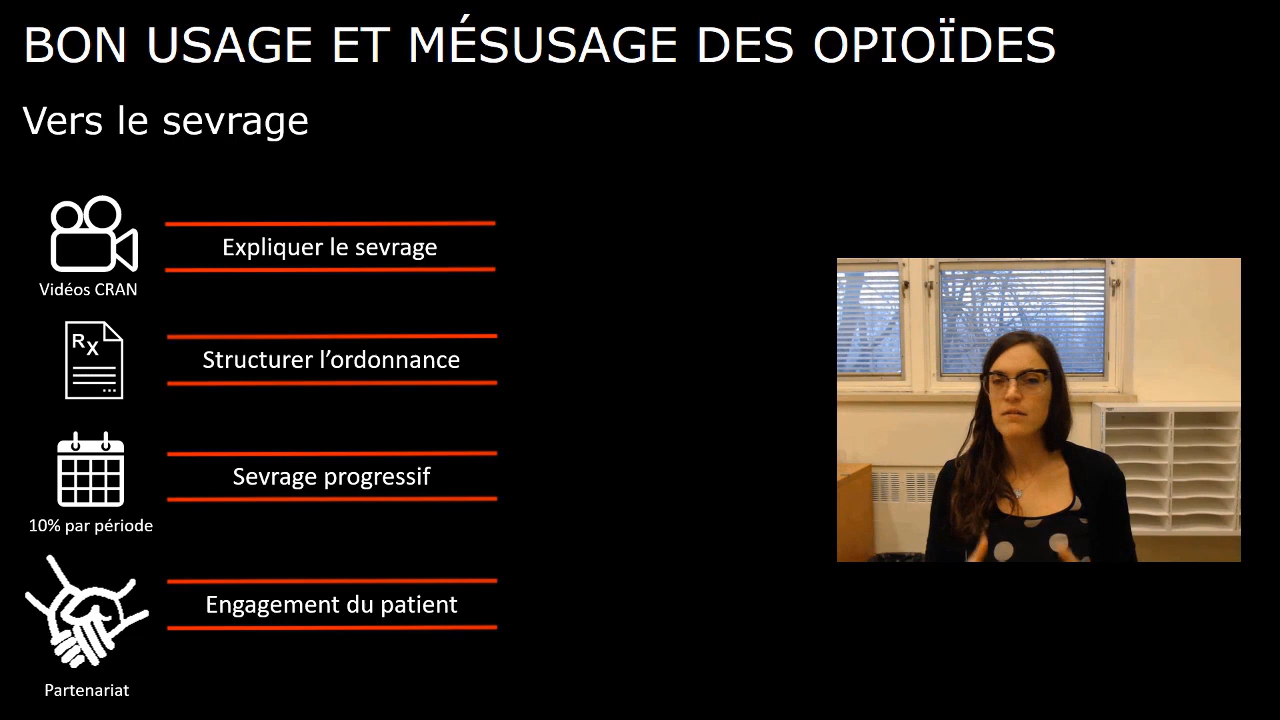 BON USAGE ET MÉSUSAGE DES OPIOÏDES
Vers le sevrage
Expliquer le sevrage
Vidéos CRAN
Rx
Structurer l’ordonnance
Sevrage progressif
10% par période
Engagement du patient
Partenariat